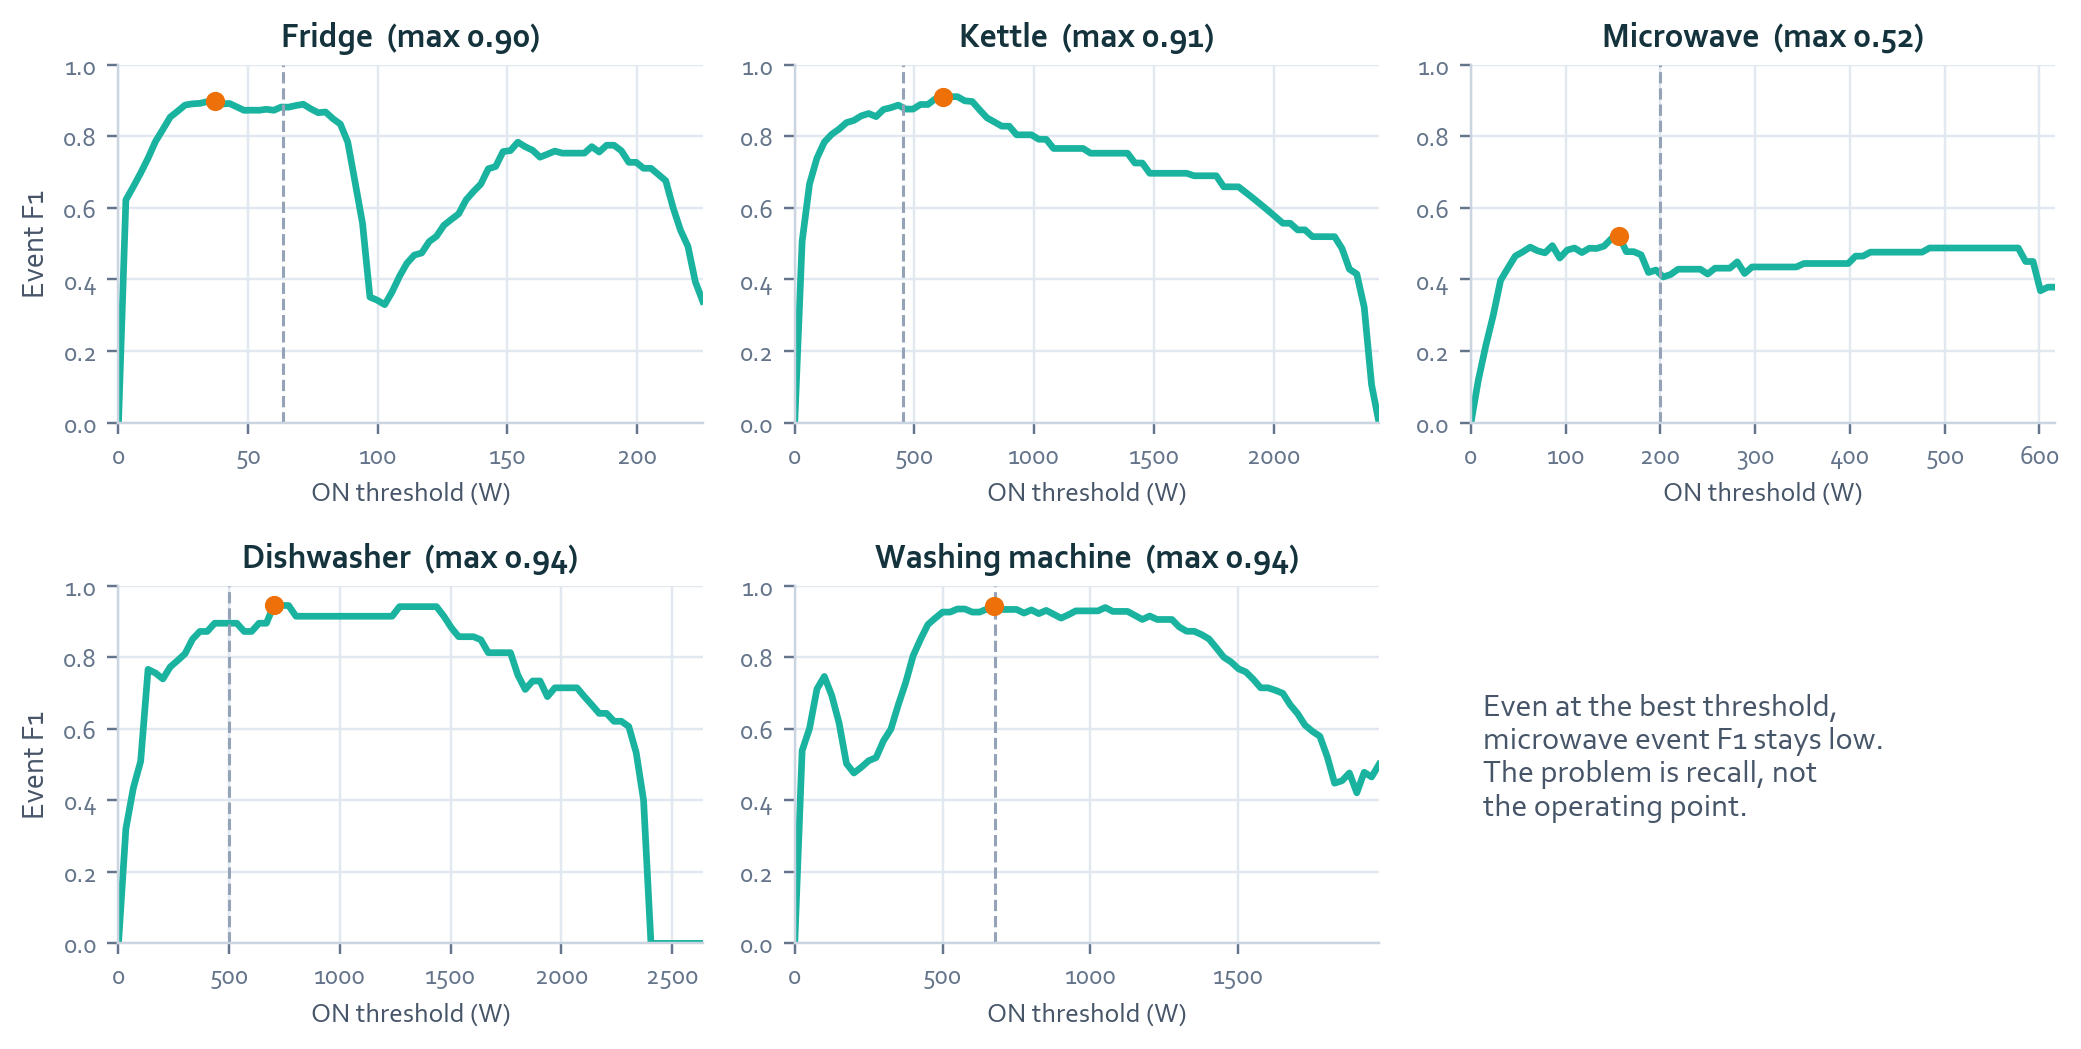 Fridge (max 0.90)
Kettle (max 0.91)
Microwave (max 0.52)
Event F1
1.0
0.8
0.6
0.4
0.2
0.0
0 50 100 150 200
ON threshold (W)
1.0
0.8
0.6
0.4
0.2
0.0
0 500 1000 1500 2000
ON threshold (W)
1.0
0.8
0.6
0.4
0.2
0.0
0 100 200 300 400 500 600
ON threshold (W)
Dishwasher (max 0.94)
Washing machine (max 0.94)
Event F1
1.0
0.8
0.6
0.4
0.2
0.0
0 500 1000 1500 2000 2500
ON threshold (W)
1.0
0.8
0.6
0.4
0.2
0.0
0 500 1000 1500
ON threshold (W)
Even at the best threshold,
microwave event F1 stays low.
The problem is recall, not
the operating point.